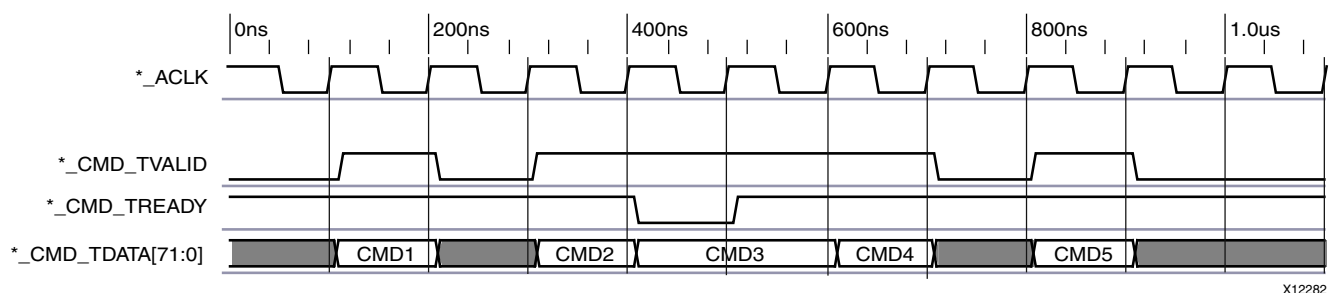 0ns 200ns 400ns 600ns 800ns 1.0us
*_ACLK
*_CMD_TVALID
*_CMD_TREADY
*_CMD_TDATA[71:0] CMD1 CMD2 CMD3 CMD4 CMD5
X12282